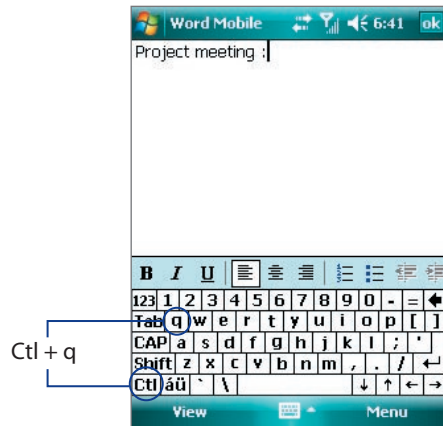 Word Mobile 6:41 ok
Project meeting :
B I U
123 1 2 3 4 5 6 7 8 9 0 - =
Tab q w e r t y u i o p [ ]
CAP a s d f g h j k l ; '
Shift z x c v b n m , . /
Ctl áü ` \
Ctl + q
View Menu